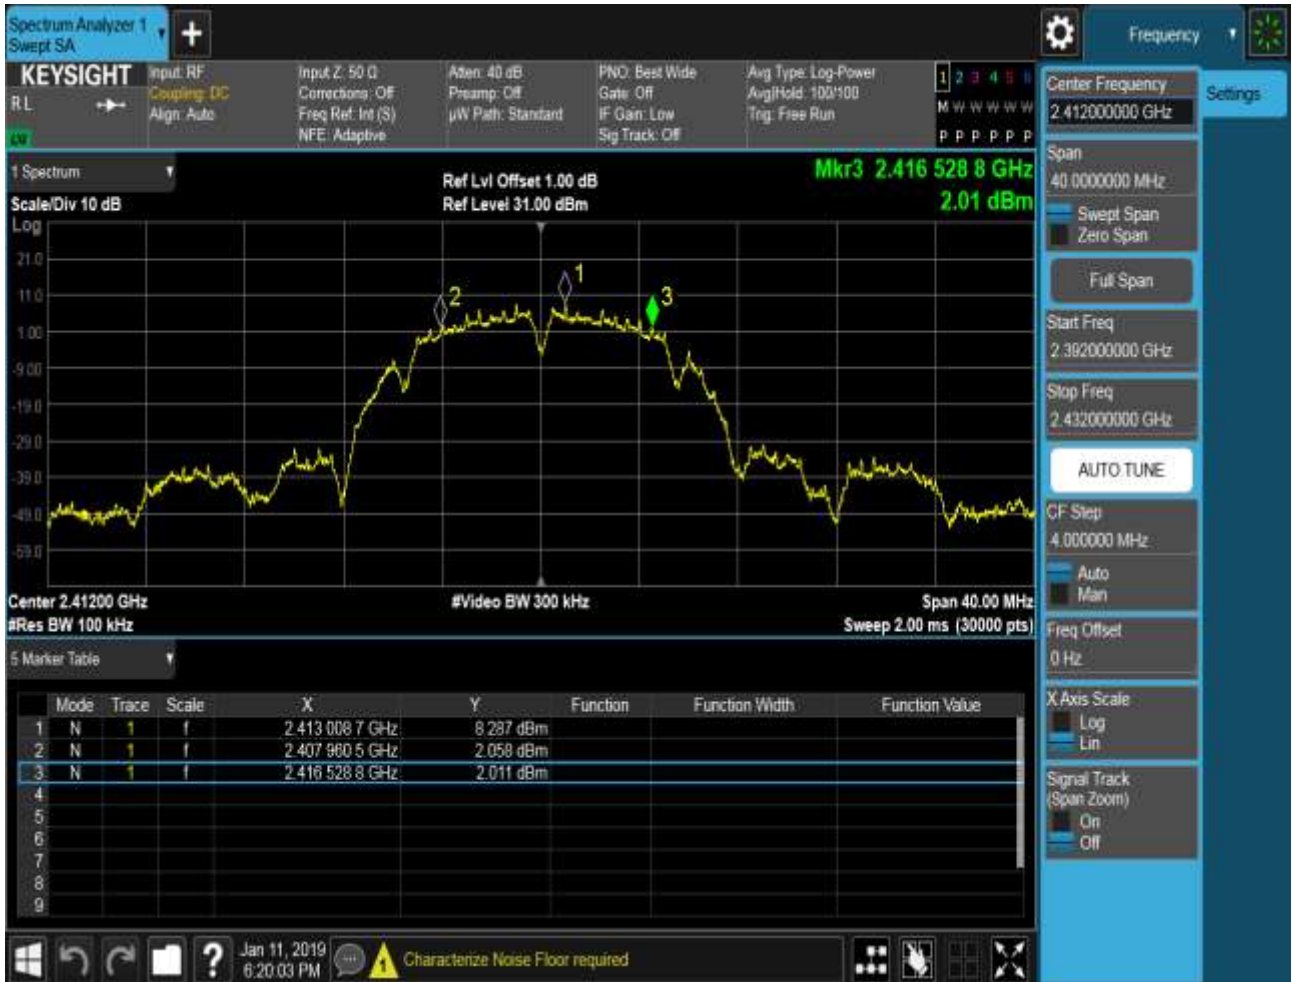 Spectrum Analyzer 1
Swept SA
Frequency
KEYSIGHT
RL
Input: RF
Coupling: DC
Align: Auto
Input Z: 50 Ω
Corrections: Off
Freq Ref: Int (S)
NFE: Adaptive
Atten: 40 dB
Preamp: Off
µW Path: Standard
PNO: Best Wide
Gate: Off
IF Gain: Low
Sig Track: Off
Avg Type: Log-Power
Avg|Hold: 100/100
Trig: Free Run
1 2 3 4 5 6
M W W W W W
P P P P P P
1 Spectrum
Scale/Div 10 dB
Ref Lvl Offset 1.00 dB
Ref Level 31.00 dBm
Mkr3 2.416 528 8 GHz
2.01 dBm
Log
21.0
11.0
1.00
-9.00
-19.0
-29.0
-39.0
-49.0
-59.0
1
2
3
Center 2.41200 GHz
#Res BW 100 kHz
#Video BW 300 kHz
Span 40.00 MHz
Sweep 2.00 ms (30000 pts)
5 Marker Table
Mode Trace Scale X Y Function Function Width Function Value
1 N 1 f 2.413 008 7 GHz 8.287 dBm
2 N 1 f 2.407 960 5 GHz 2.058 dBm
3 N 1 f 2.416 528 8 GHz 2.011 dBm
4
5
6
7
8
9
Jan 11, 2019
6:20:03 PM
1
Characterize Noise Floor required
?
Center Frequency
2.412000000 GHz
Settings
Span
40.0000000 MHz
Swept Span
Zero Span
Full Span
Start Freq
2.392000000 GHz
Stop Freq
2.432000000 GHz
AUTO TUNE
CF Step
4.000000 MHz
Auto
Man
Freq Offset
0 Hz
X Axis Scale
Log
Lin
Signal Track
(Span Zoom)
On
Off